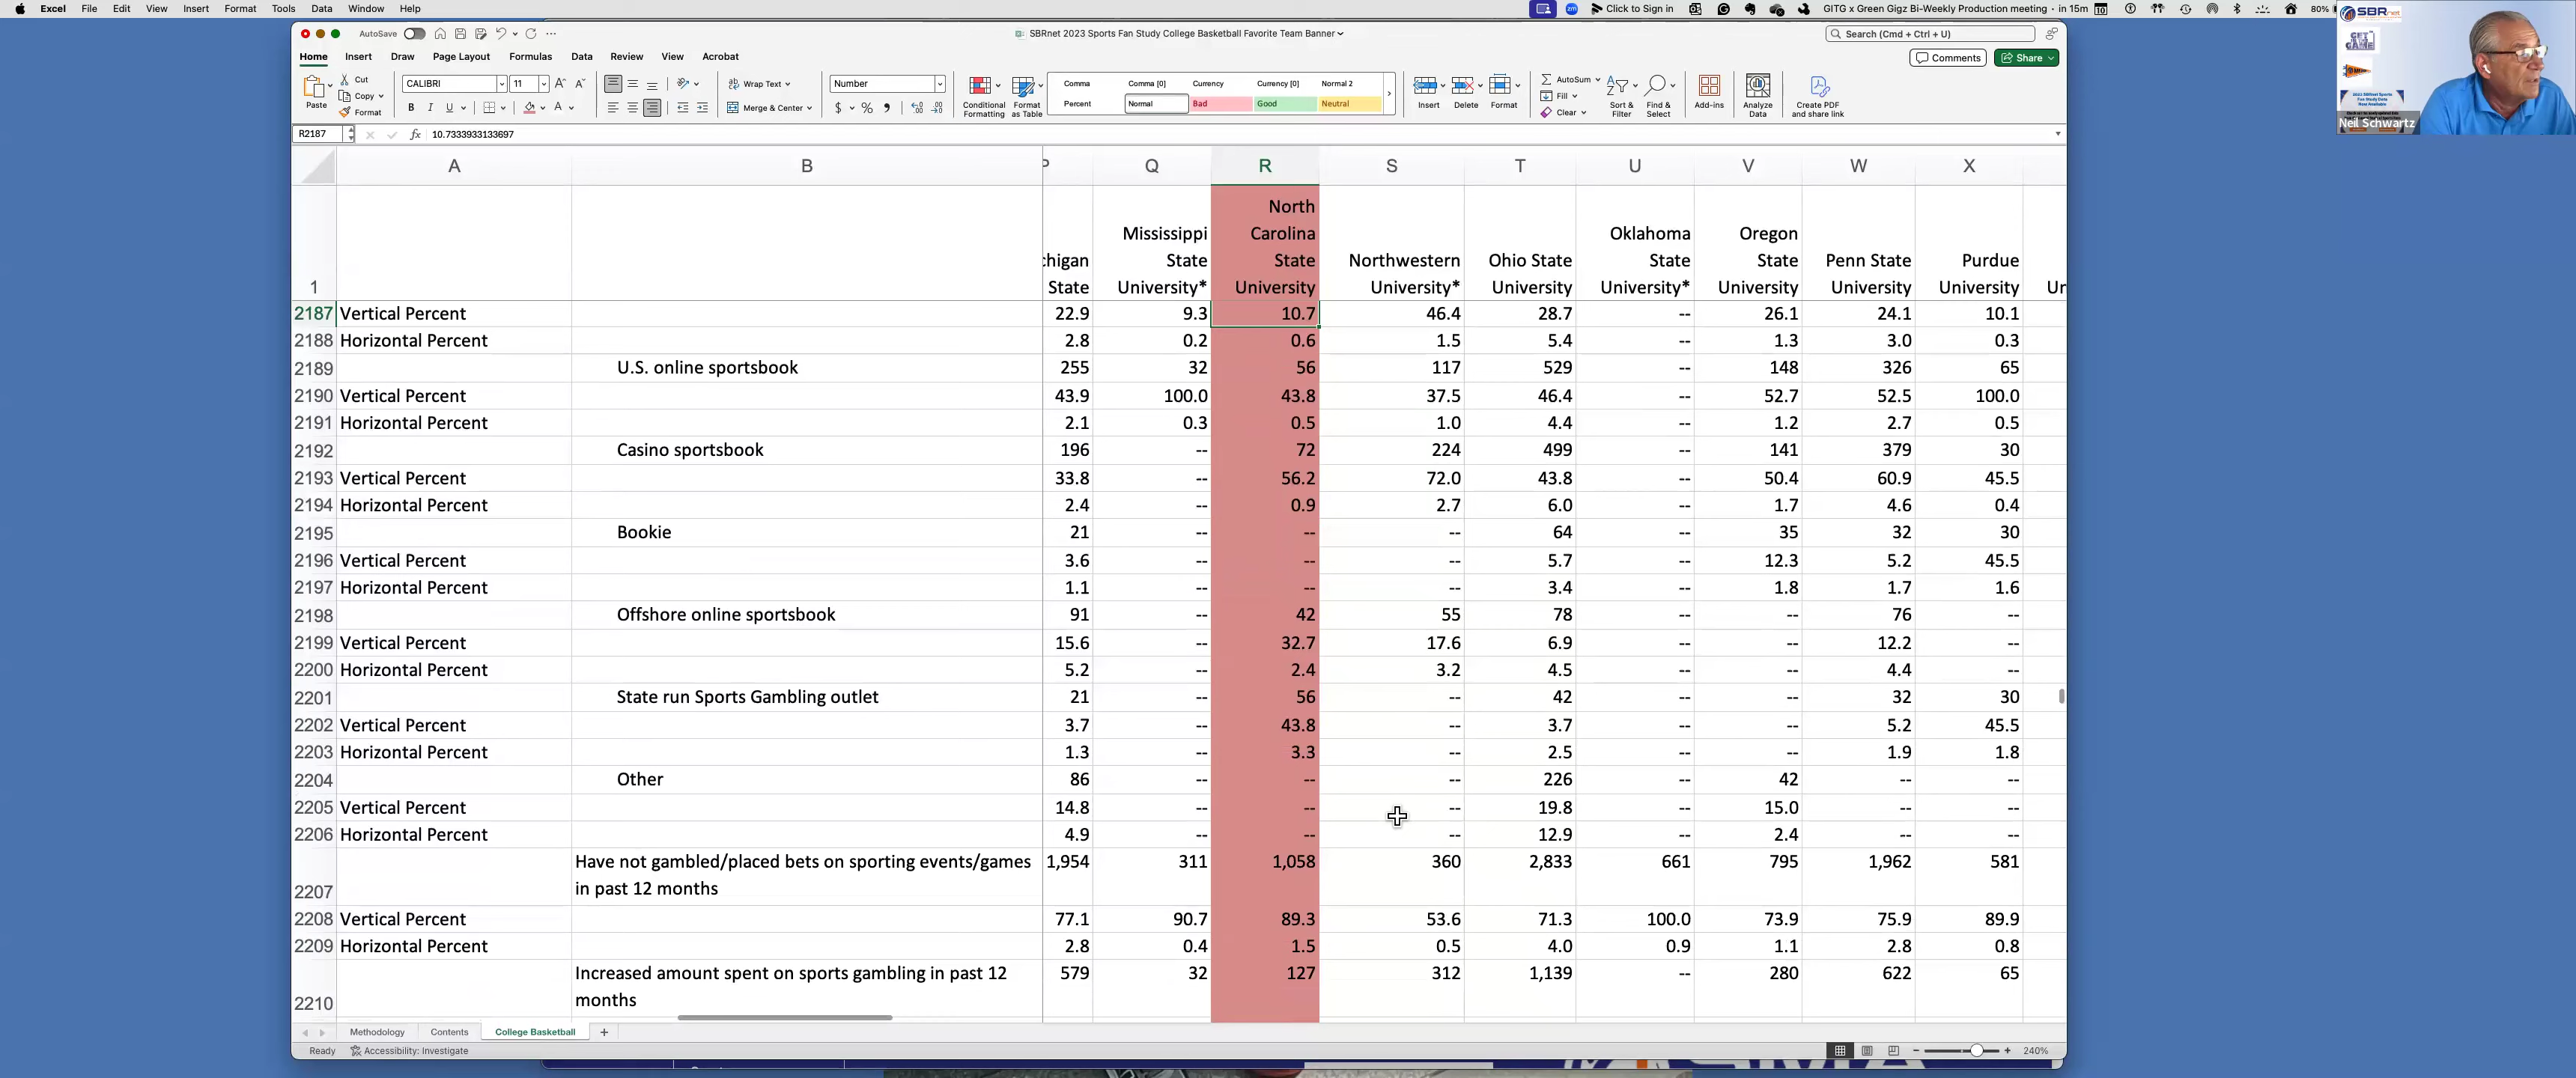 Excel File Edit View Insert Format Tools Data Window Help Click to Sign in GITG x Green Gigz Bi-Weekly Production meeting • in 15m 80%
AutoSave SBRnet 2023 Sports Fan Study College Basketball Favorite Team Banner Search (Cmd + Ctrl + U)
Home Insert Draw Page Layout Formulas Data Review View Acrobat Comments Share
Paste Cut Copy Format CALIBRI 11 Wrap Text Merge & Center Number Conditional Formatting Format as Table Comma Comma [0] Currency Currency [0] Normal 2 Percent Normal Bad Good Neutral Insert Delete Format AutoSum Fill Clear Sort & Filter Find & Select Add-ins Analyze Data Create PDF and share link
R2187 fx 10.7333933133697
A B P Q R S T U V W X
1 chigan State Mississippi State University* North Carolina State University Northwestern University* Ohio State University Oklahoma State University* Oregon State University Penn State University Purdue University Ur
2187 Vertical Percent 22.9 9.3 10.7 46.4 28.7 -- 26.1 24.1 10.1
2188 Horizontal Percent 2.8 0.2 0.6 1.5 5.4 -- 1.3 3.0 0.3
2189 U.S. online sportsbook 255 32 56 117 529 -- 148 326 65
2190 Vertical Percent 43.9 100.0 43.8 37.5 46.4 -- 52.7 52.5 100.0
2191 Horizontal Percent 2.1 0.3 0.5 1.0 4.4 -- 1.2 2.7 0.5
2192 Casino sportsbook 196 -- 72 224 499 -- 141 379 30
2193 Vertical Percent 33.8 -- 56.2 72.0 43.8 -- 50.4 60.9 45.5
2194 Horizontal Percent 2.4 -- 0.9 2.7 6.0 -- 1.7 4.6 0.4
2195 Bookie 21 -- -- -- 64 -- 35 32 30
2196 Vertical Percent 3.6 -- -- -- 5.7 -- 12.3 5.2 45.5
2197 Horizontal Percent 1.1 -- -- -- 3.4 -- 1.8 1.7 1.6
2198 Offshore online sportsbook 91 -- 42 55 78 -- -- 76 --
2199 Vertical Percent 15.6 -- 32.7 17.6 6.9 -- -- 12.2 --
2200 Horizontal Percent 5.2 -- 2.4 3.2 4.5 -- -- 4.4 --
2201 State run Sports Gambling outlet 21 -- 56 -- 42 -- -- 32 30
2202 Vertical Percent 3.7 -- 43.8 -- 3.7 -- -- 5.2 45.5
2203 Horizontal Percent 1.3 -- 3.3 -- 2.5 -- -- 1.9 1.8
2204 Other 86 -- -- -- 226 -- 42 -- --
2205 Vertical Percent 14.8 -- -- -- 19.8 -- 15.0 -- --
2206 Horizontal Percent 4.9 -- -- -- 12.9 -- 2.4 -- --
2207 Have not gambled/placed bets on sporting events/games in past 12 months 1,954 311 1,058 360 2,833 661 795 1,962 581
2208 Vertical Percent 77.1 90.7 89.3 53.6 71.3 100.0 73.9 75.9 89.9
2209 Horizontal Percent 2.8 0.4 1.5 0.5 4.0 0.9 1.1 2.8 0.8
2210 Increased amount spent on sports gambling in past 12 months 579 32 127 312 1,139 -- 280 622 65
Methodology Contents College Basketball +
Ready Accessibility: Investigate 240%
SBRnet
GET IN THE GAME
Neil Schwartz